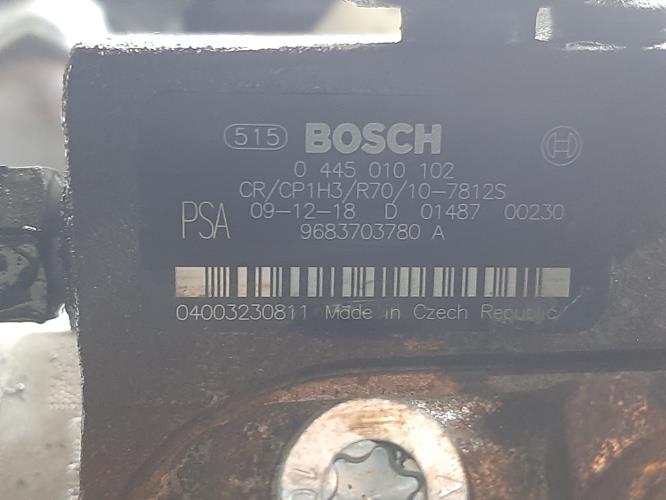 515 BOSCH
0 445 010 102
CR/CP1H3/R70/10-7812S
PSA 09-12-18 D 01487 00230
9683703780 A
04003230811 Made in Czech Republic